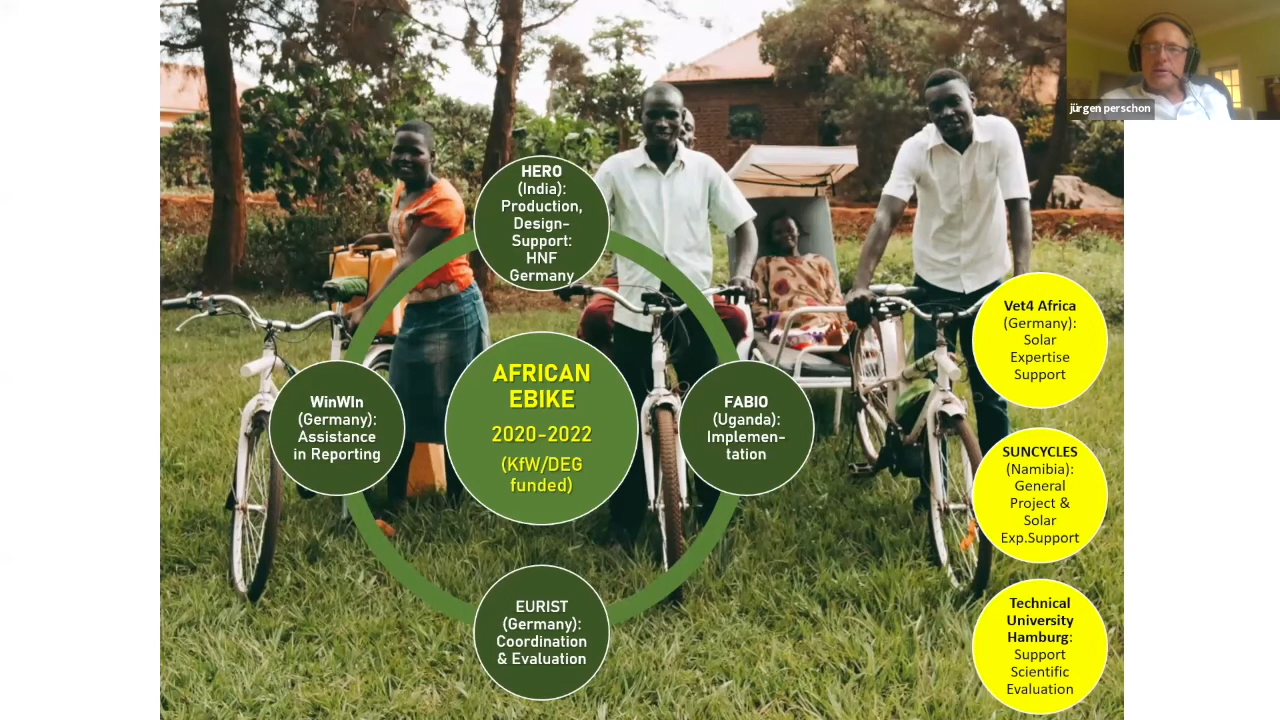 jürgen perschon
HERO
(India):
Production,
Design-
Support:
HNF
Germany
AFRICAN
EBIKE
2020-2022
(KfW/DEG
funded)
WinWIn
(Germany):
Assistance
in Reporting
FABIO
(Uganda):
Implemen-
tation
EURIST
(Germany):
Coordination
& Evaluation
Vet4 Africa
(Germany):
Solar
Expertise
Support
SUNCYCLES
(Namibia):
General
Project &
Solar
Exp.Support
Technical
University
Hamburg:
Support
Scientific
Evaluation